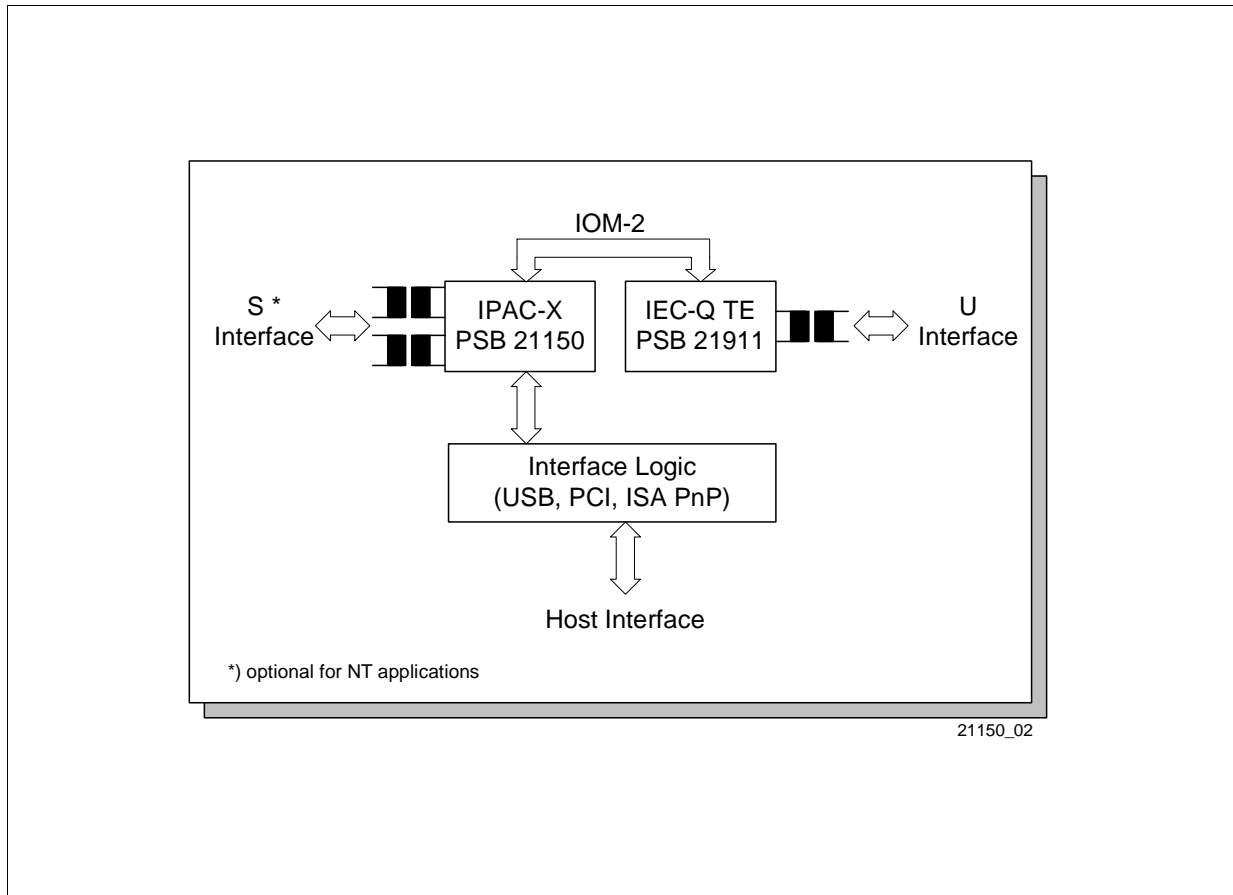 IOM-2
S *
Interface
IPAC-X
PSB 21150
IEC-Q TE
PSB 21911
U
Interface
Interface Logic
(USB, PCI, ISA PnP)
Host Interface
*) optional for NT applications
21150_02